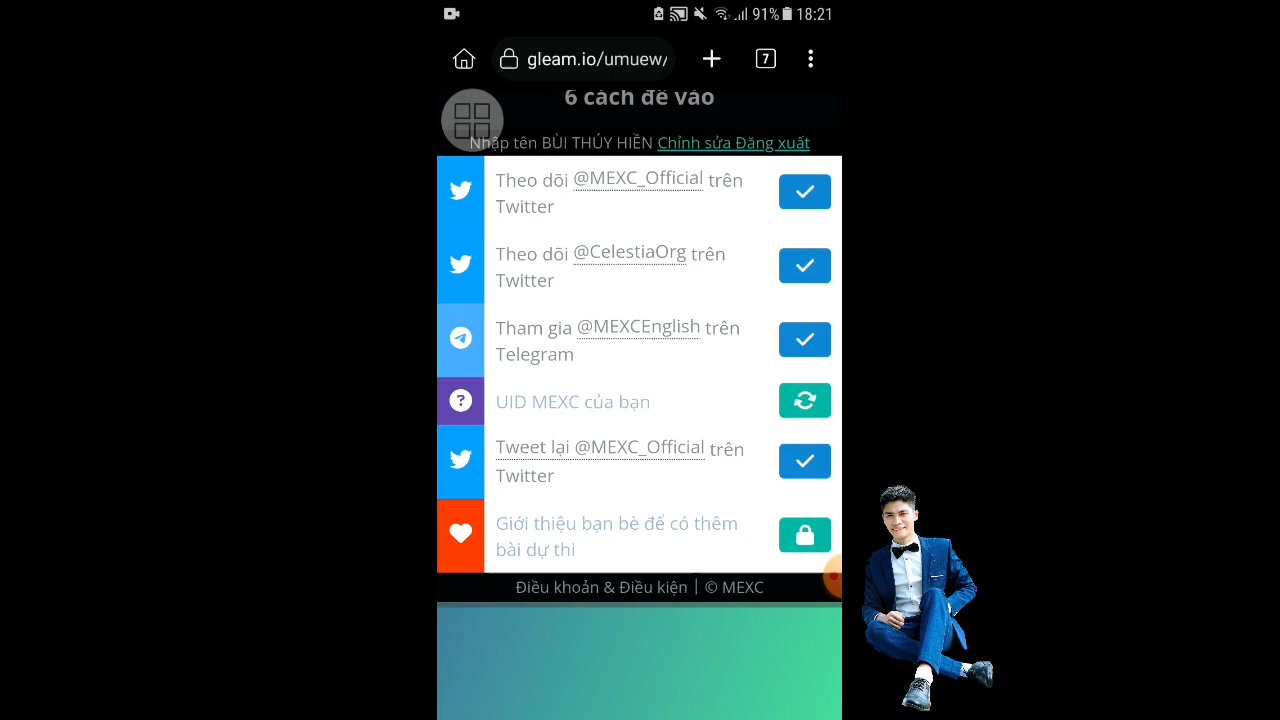 91% 18:21
gleam.io/umuew/
7
6 cách để vào
Nhập tên BÙI THÚY HIỀN Chỉnh sửa Đăng xuất
Theo dõi @MEXC_Official trên
Twitter
Theo dõi @CelestiaOrg trên
Twitter
Tham gia @MEXCEnglish trên
Telegram
?
UID MEXC của bạn
Tweet lại @MEXC_Official trên
Twitter
Giới thiệu bạn bè để có thêm
bài dự thi
Điều khoản & Điều kiện | © MEXC